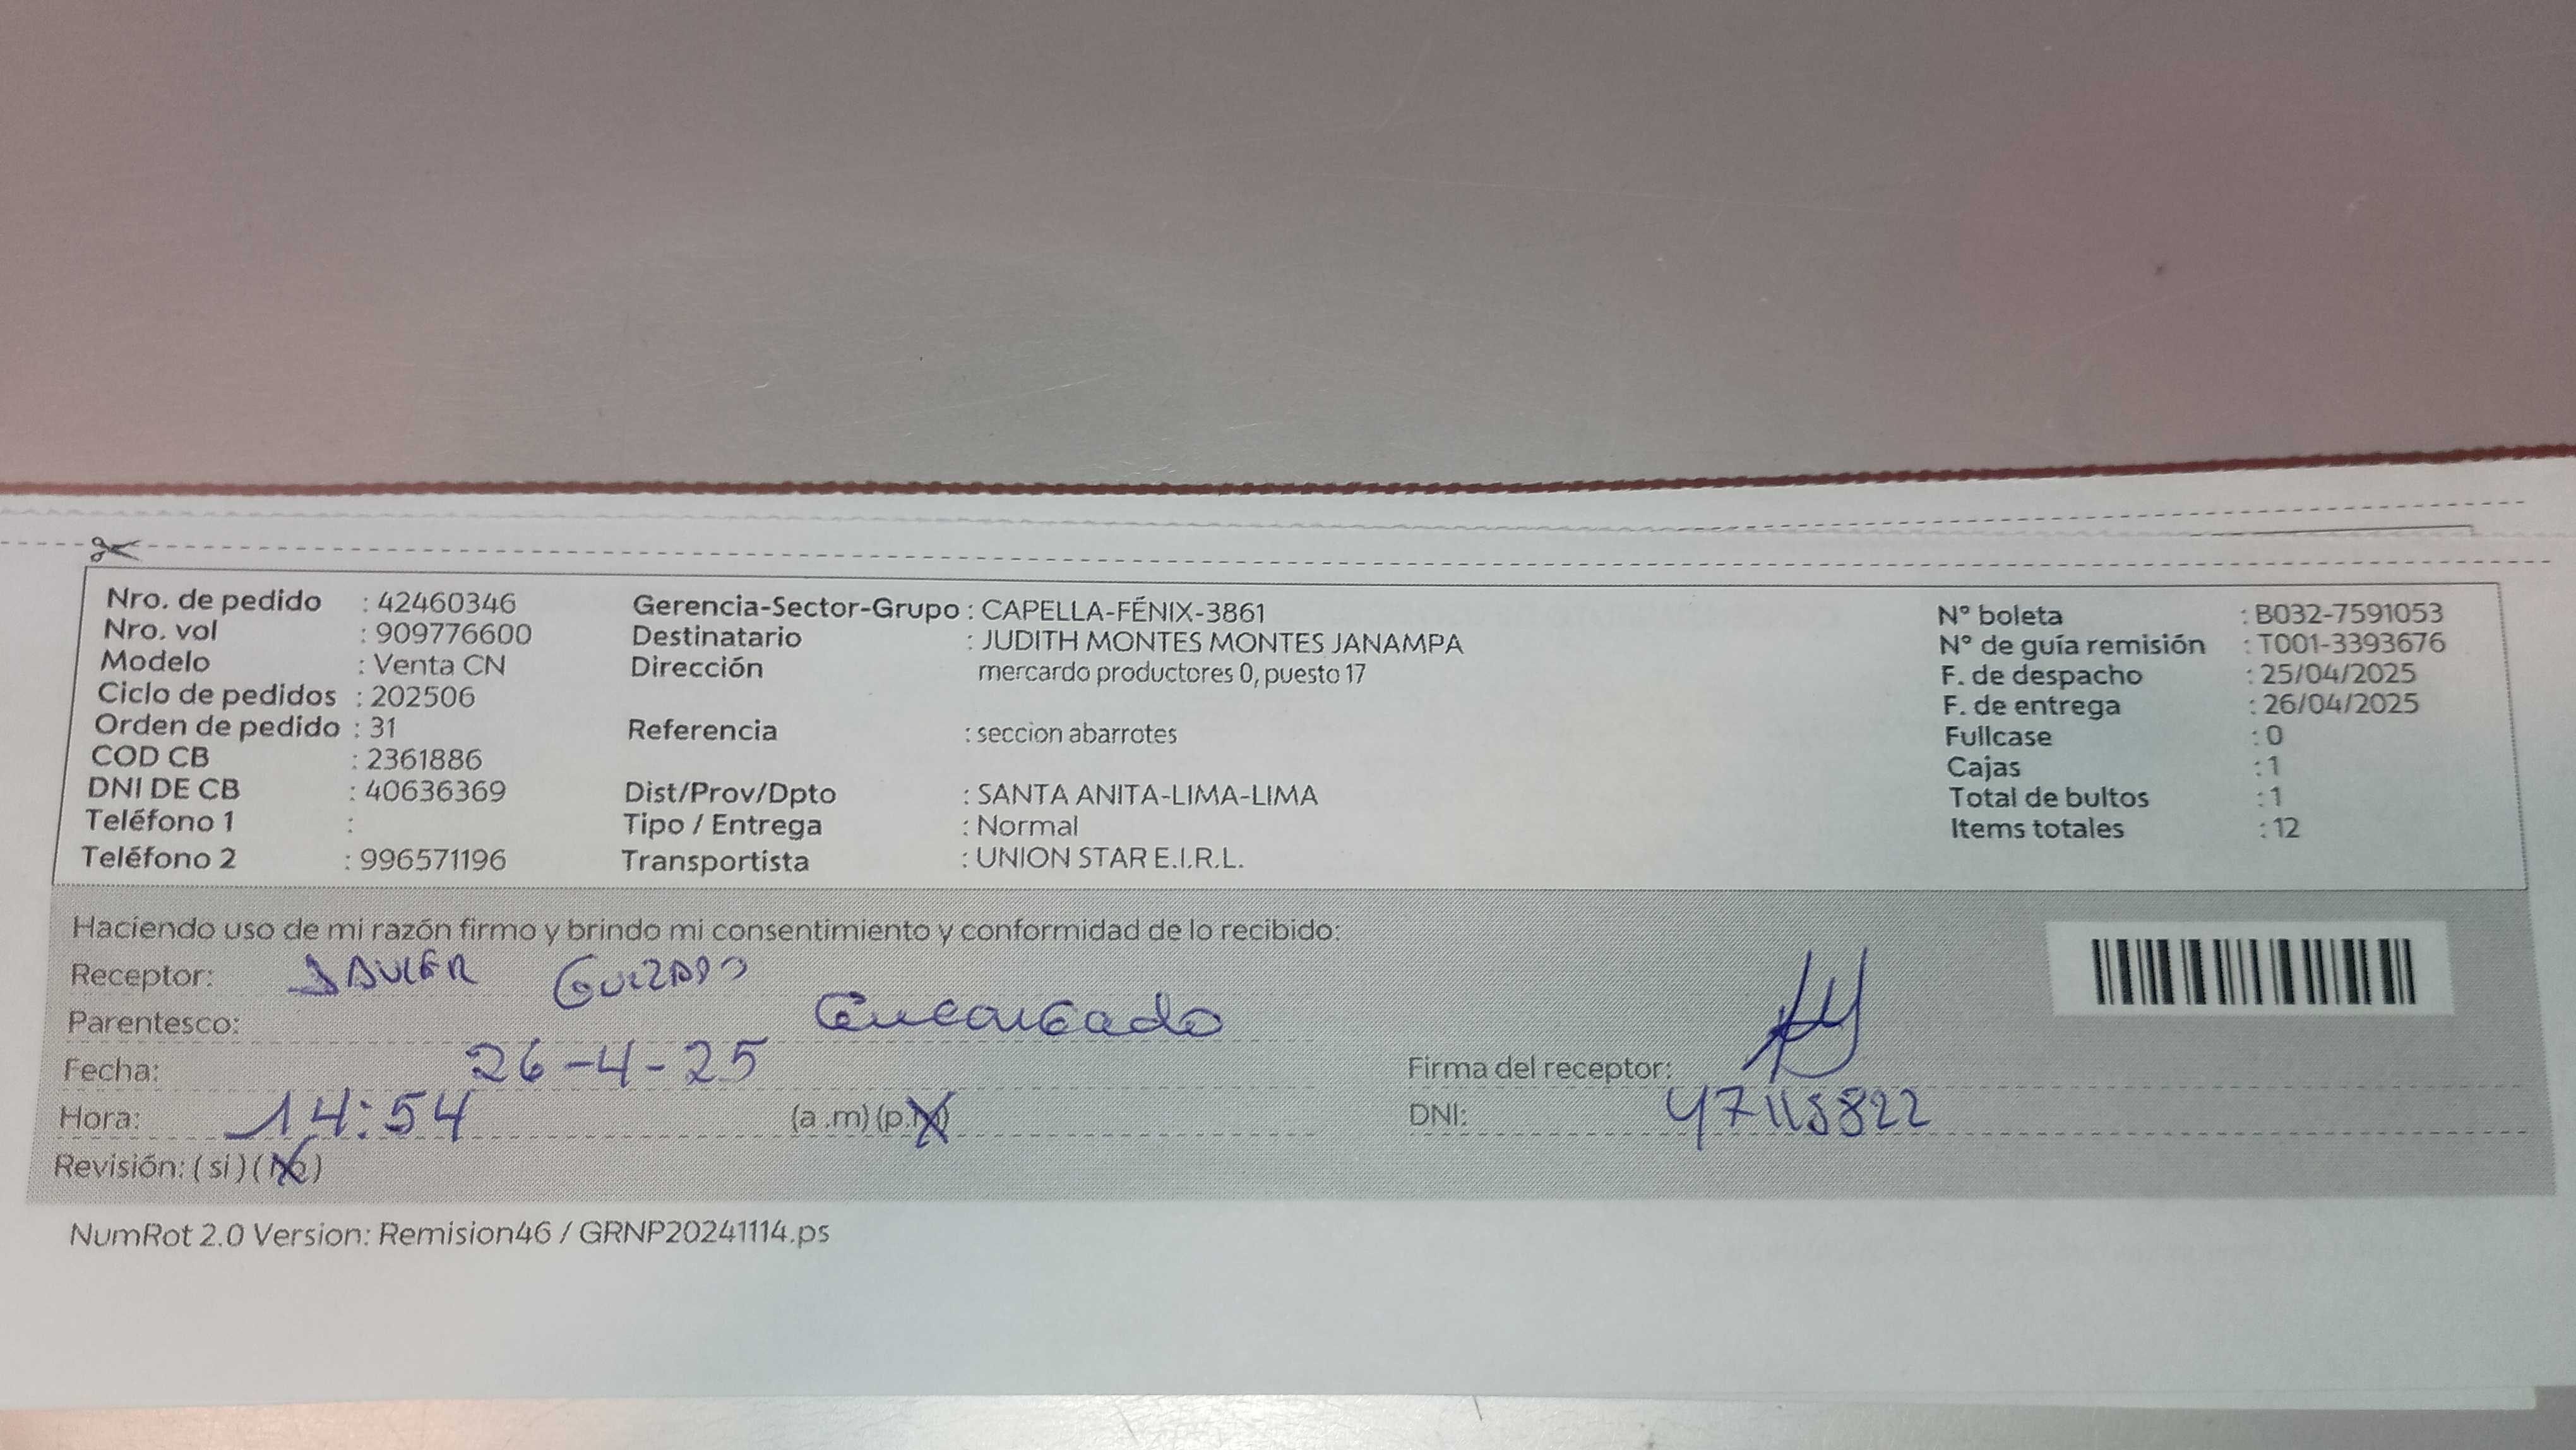 Nro. de pedido : 42460346 Gerencia-Sector-Grupo : CAPELLA-FÉNIX-3861 N° boleta : B032-7591053
Nro. vol : 909776600 Destinatario : JUDITH MONTES MONTES JANAMPA N° de guía remisión : T001-3393676
Modelo : Venta CN Dirección mercardo productores 0, puesto 17 F. de despacho : 25/04/2025
Ciclo de pedidos : 202506 F. de entrega : 26/04/2025
Orden de pedido : 31 Referencia : seccion abarrotes Fullcase : 0
COD CB : 2361886 Cajas : 1
DNI DE CB : 40636369 Dist/Prov/Dpto : SANTA ANITA-LIMA-LIMA Total de bultos : 1
Teléfono 1 : Tipo / Entrega : Normal Items totales : 12
Teléfono 2 : 996571196 Transportista : UNION STAR E.I.R.L.
Haciendo uso de mi razón firmo y brindo mi consentimiento y conformidad de lo recibido:
Receptor: JAVIER GUIZADO
Parentesco: Encargado
Fecha: 26-4-25 Firma del receptor:
Hora: 14:54 (a .m) (p.m) DNI: 47115822
Revisión: ( si ) ( no )
NumRot 2.0 Version: Remision46 / GRNP20241114.ps